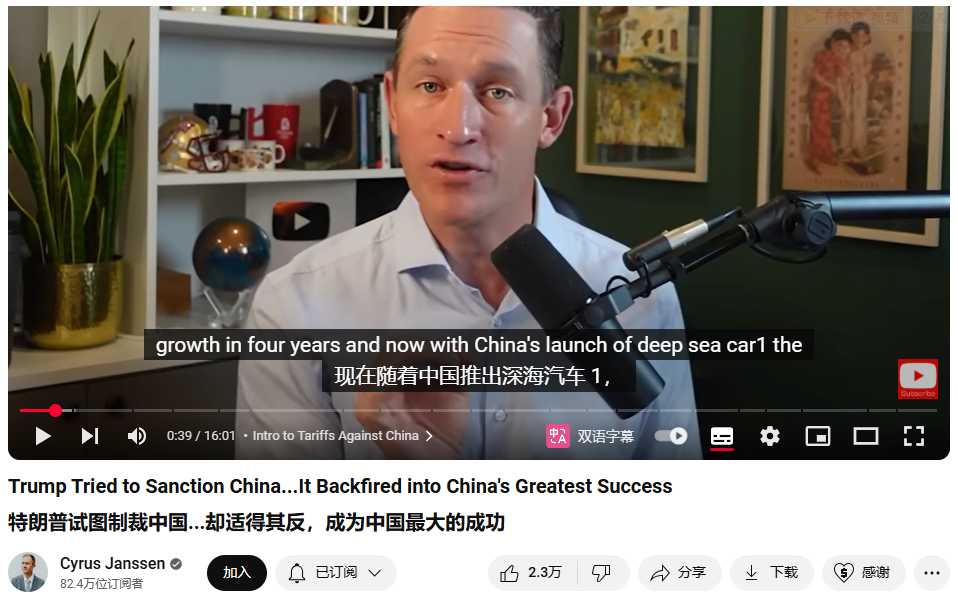 growth in four years and now with China's launch of deep sea car1 the
现在随着中国推出深海汽车 1，
Subscribe
0:39 / 16:01 • Intro to Tariffs Against China
双语字幕
Trump Tried to Sanction China...It Backfired into China's Greatest Success
特朗普试图制裁中国...却适得其反，成为中国最大的成功
Cyrus Janssen
82.4万位订阅者
加入
已订阅
2.3万
分享
下载
感谢